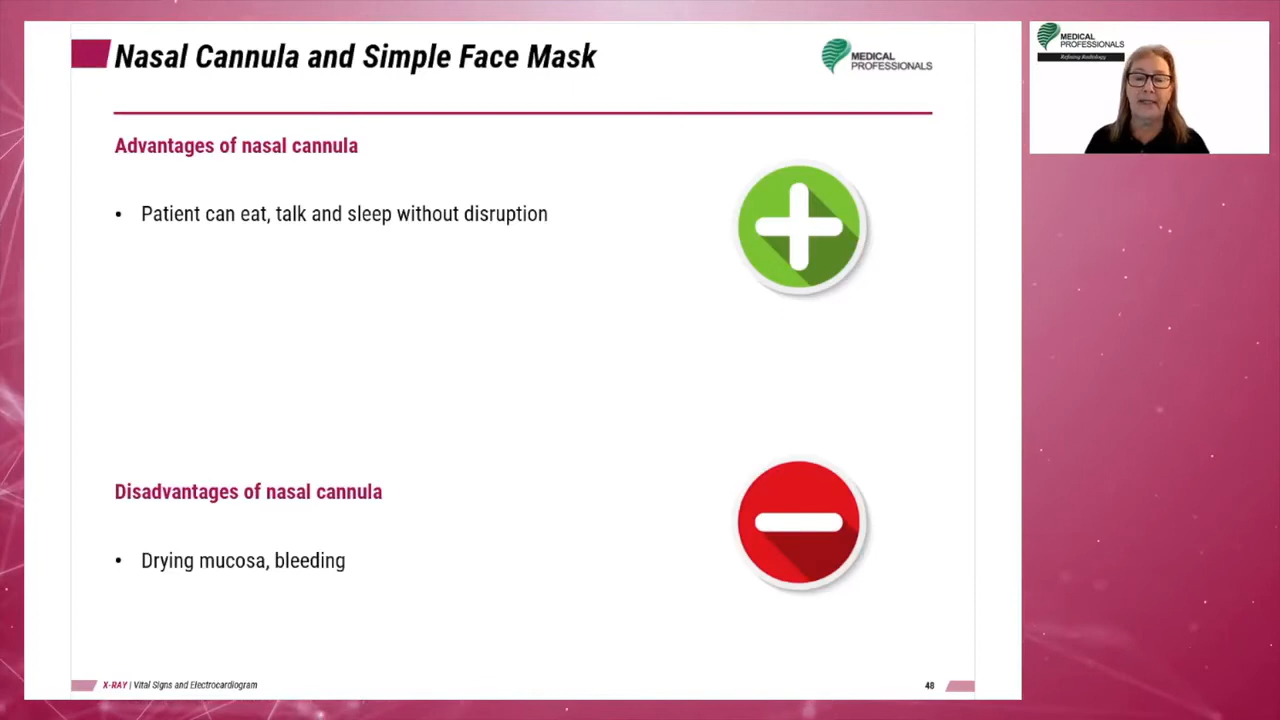 Nasal Cannula and Simple Face Mask
MEDICAL
PROFESSIONALS
Advantages of nasal cannula
• Patient can eat, talk and sleep without disruption
Disadvantages of nasal cannula
• Drying mucosa, bleeding
X-RAY | Vital Signs and Electrocardiogram
48
MEDICAL
PROFESSIONALS
Refining Radiology